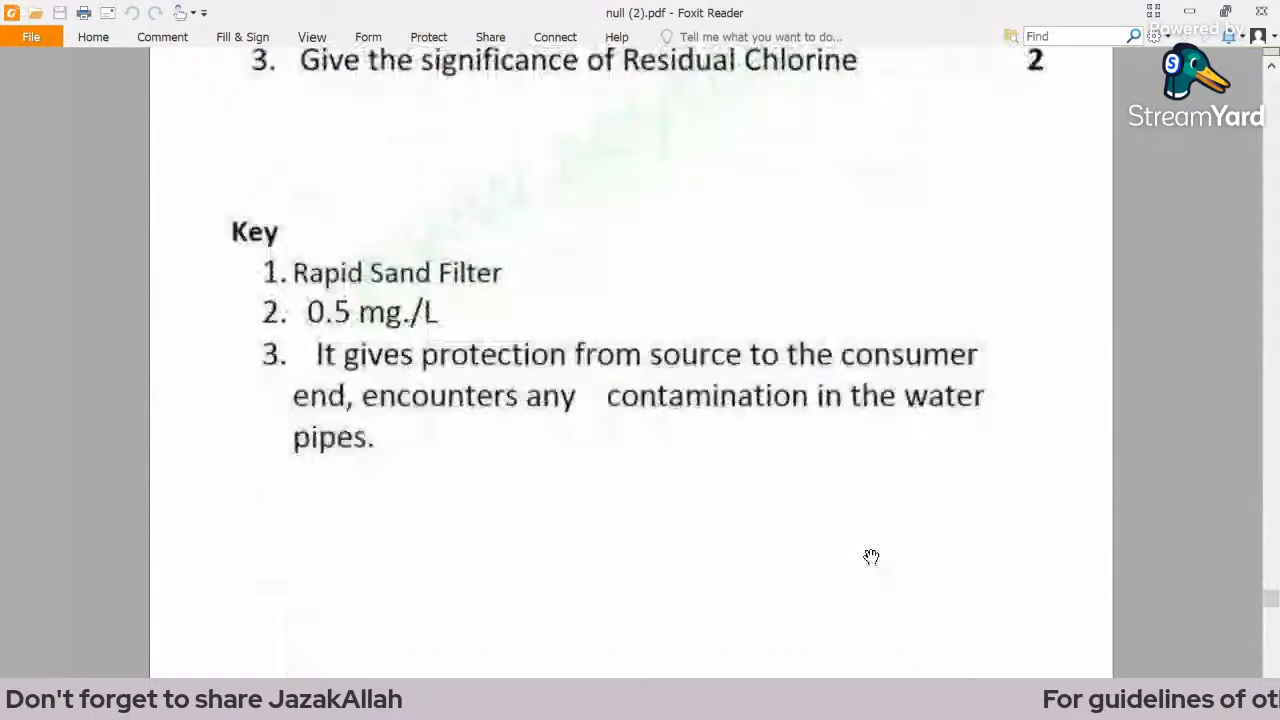 null (2).pdf - Foxit Reader
Powered by
File Home Comment Fill & Sign View Form Protect Share Connect Help Tell me what you want to do... Find
StreamYard
3. Give the significance of Residual Chlorine 2
Key
1. Rapid Sand Filter
2. 0.5 mg./L
3. It gives protection from source to the consumer
end, encounters any contamination in the water
pipes.
Don't forget to share JazakAllah For guidelines of